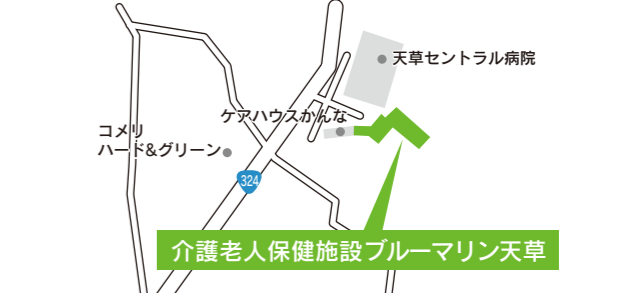 天草セントラル病院
ケアハウスかんな
コメリ
ハード&グリーン
324
介護老人保健施設ブルーマリン天草